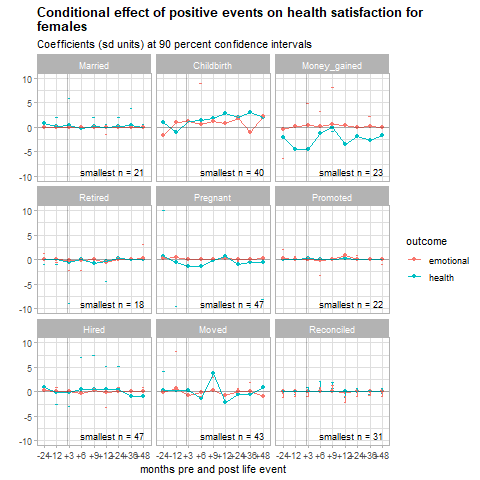 Conditional effect of positive events on health satisfaction for
females
Coefficients (sd units) at 90 percent confidence intervals
Married Childbirth Money_gained
10
5
0
-5
-10
smallest n = 21 smallest n = 40 smallest n = 23
Retired Pregnant Promoted
10
5
0
-5
-10
smallest n = 18 smallest n = 47 smallest n = 22
Hired Moved Reconciled
10
5
0
-5
-10
smallest n = 47 smallest n = 43 smallest n = 31
-24 -12 +3 +6 +9 +12 +24 +36 +48 -24 -12 +3 +6 +9 +12 +24 +36 +48 -24 -12 +3 +6 +9 +12 +24 +36 +48
months pre and post life event
outcome
emotional
health